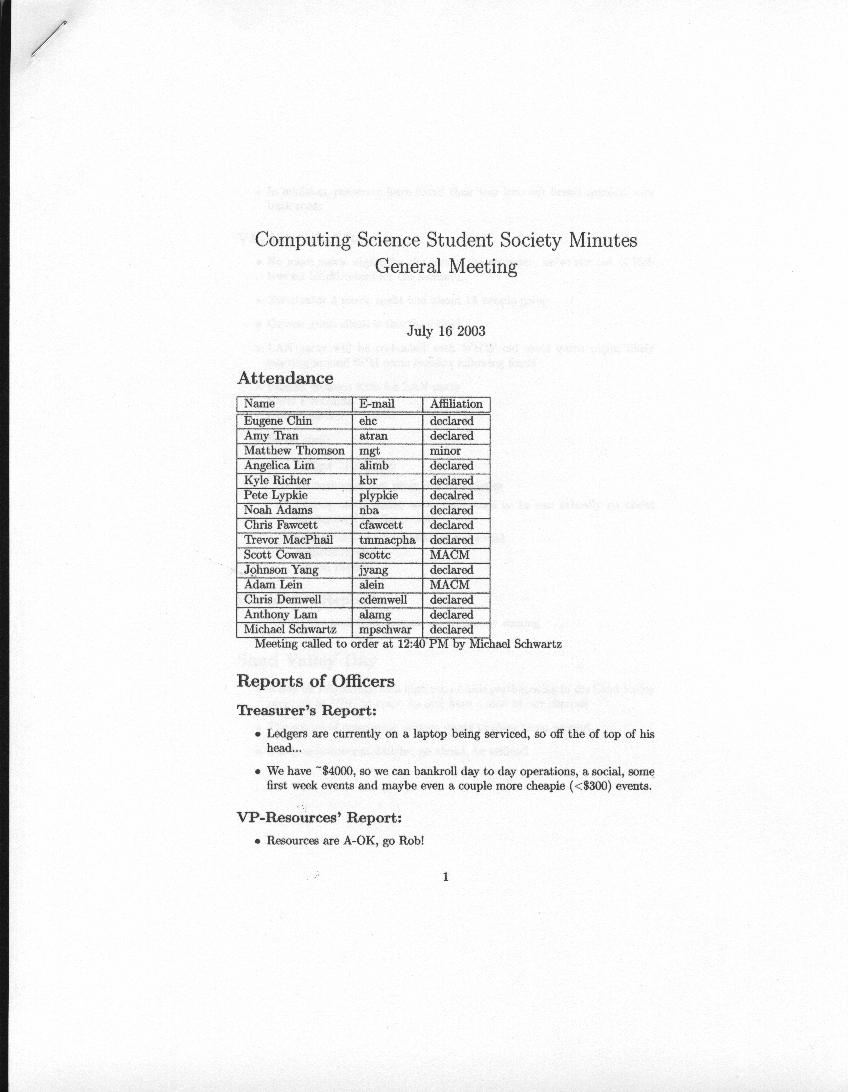 Computing Science Student Society Minutes
General Meeting
July 16 2003
Attendance
Name E-mail Affiliation
Eugene Chin ehc declared
Amy Tran atran declared
Matthew Thomson mgt minor
Angelica Lim alimb declared
Kyle Richter kbr declared
Pete Lypkie plypkie decalred
Noah Adams nba declared
Chris Fawcett cfawcett declared
Trevor MacPhail tmmacpha declared
Scott Cowan scottc MACM
Johnson Yang jyang declared
Adam Lein alein MACM
Chris Demwell cdemwell declared
Anthony Lam alamg declared
Michael Schwartz mpschwar declared
Meeting called to order at 12:40 PM by Michael Schwartz
Reports of Officers
Treasurer's Report:
• Ledgers are currently on a laptop being serviced, so off the of top of his
head...
• We have ~$4000, so we can bankroll day to day operations, a social, some
first week events and maybe even a couple more cheapie (<$300) events.
VP-Resources' Report:
• Resources are A-OK, go Rob!
1